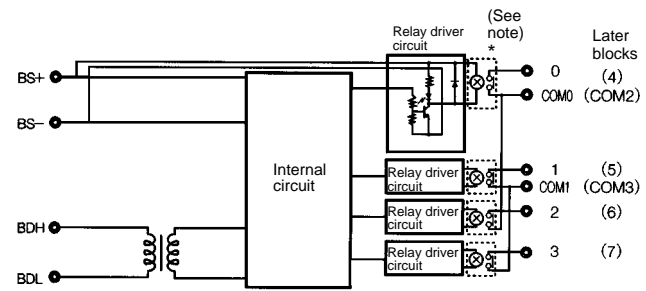 (See
note)
*
Relay driver
circuit
Later
blocks
BS+
0 (4)
COM0 (COM2)
BS−
Internal
circuit
Relay driver
circuit
1 (5)
COM1 (COM3)
Relay driver
circuit
2 (6)
BDH
Relay driver
circuit
3 (7)
BDL